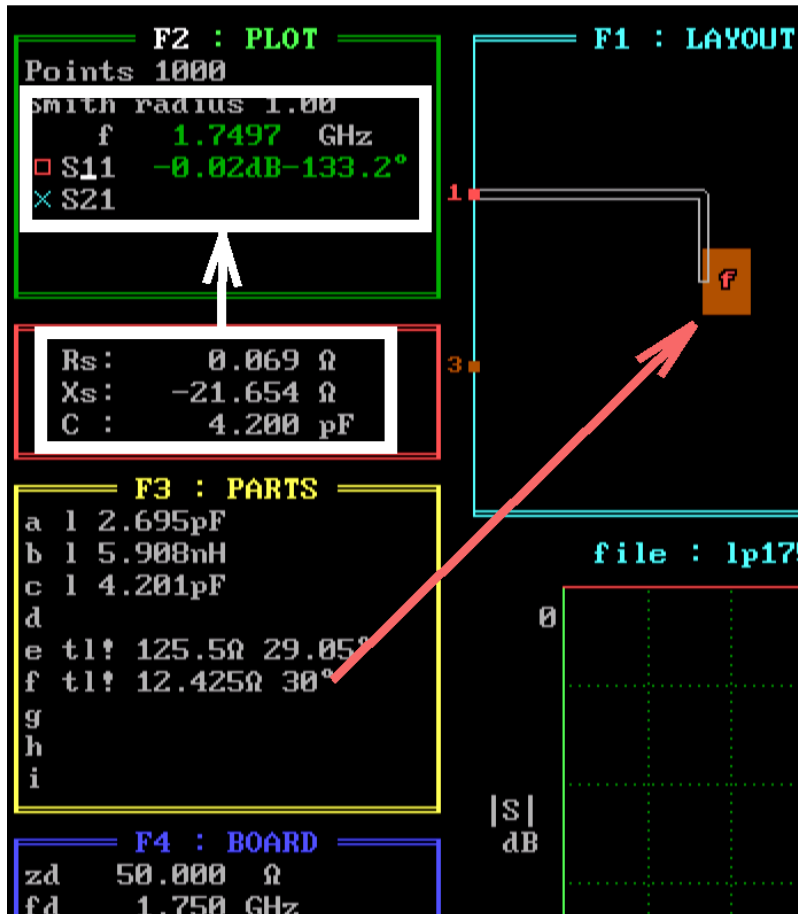 F2 : PLOT
Points 1000
Smith radius 1.00
f 1.7497 GHz
S11 -0.02dB-133.2°
× S21
Rs: 0.069 Ω
Xs: -21.654 Ω
C : 4.200 pF
F3 : PARTS
a l 2.695pF
b l 5.908nH
c l 4.201pF
d
e tl! 125.5Ω 29.05°
f tl! 12.425Ω 30°
g
h
i
F4 : BOARD
zd 50.000 Ω
fd 1.750 GHz
F1 : LAYOUT
1
f
3
file : lp175
0
|S|
dB